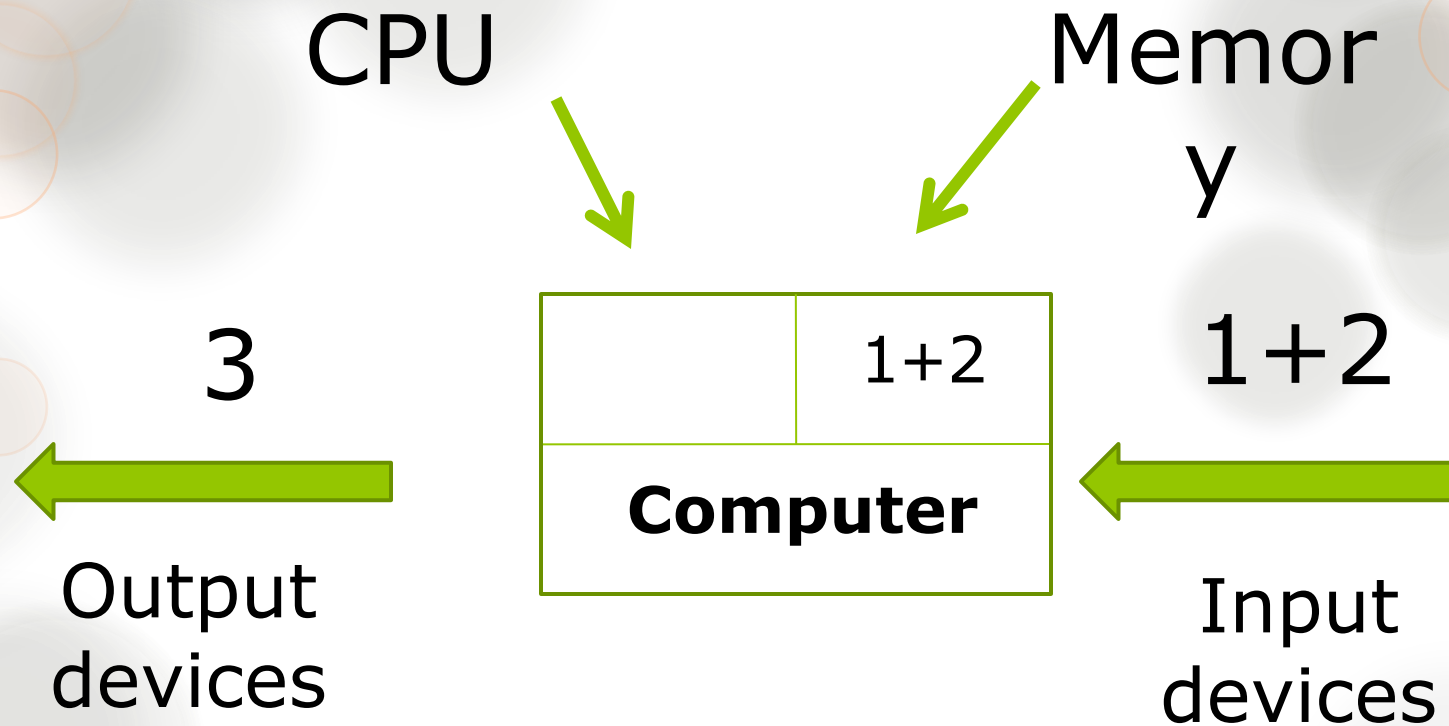 CPU
Memor
y
3
1+2
1+2
Computer
Output
devices
Input
devices